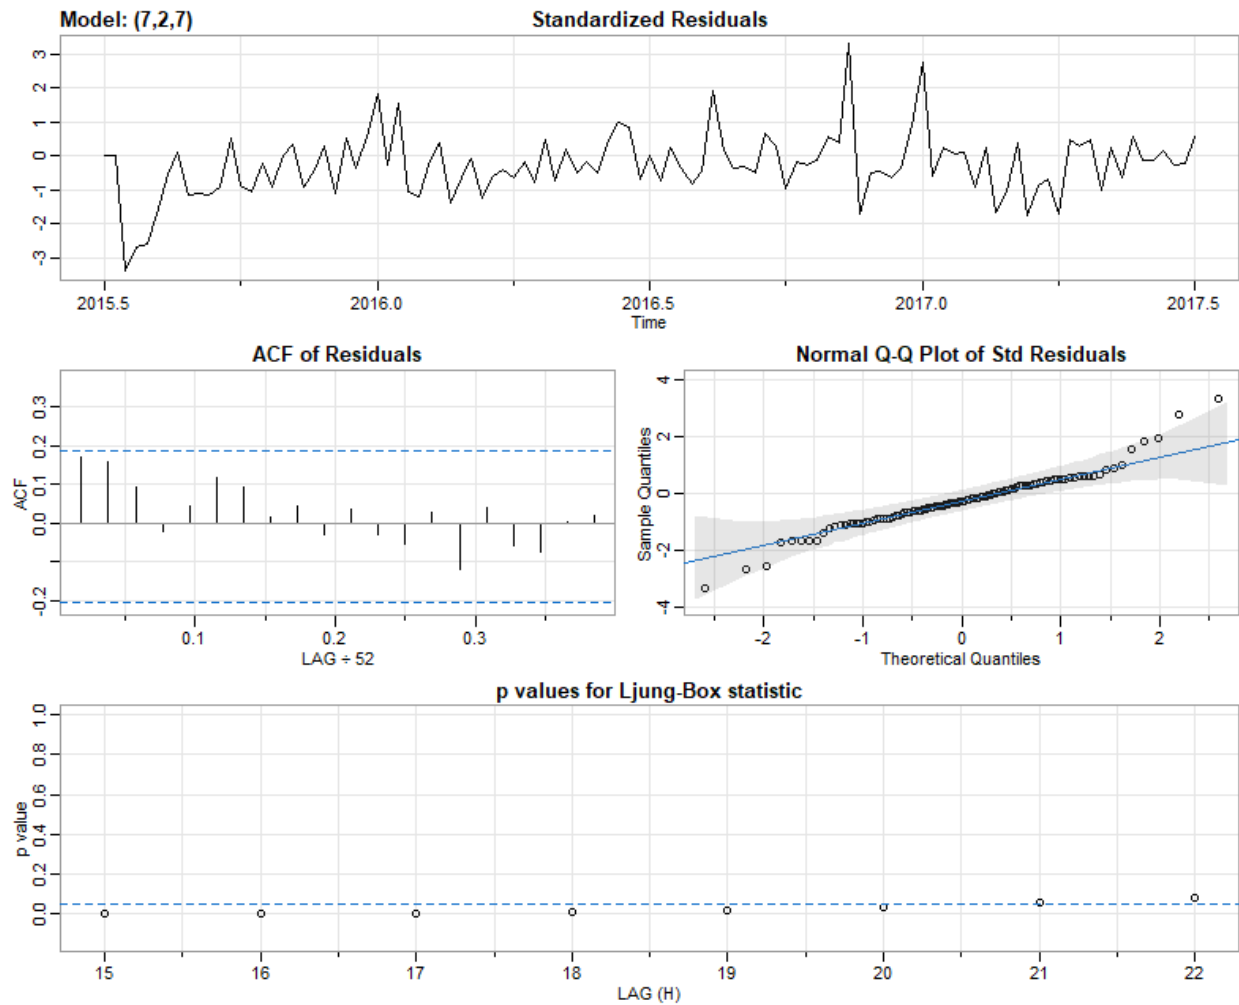 Model: (7,2,7) Standardized Residuals
3
2
1
0
-1
-2
-3
2015.5 2016.0 2016.5 2017.0 2017.5
Time
ACF of Residuals
ACF
0.3
0.2
0.1
0.0
-0.2
0.1 0.2 0.3
LAG ÷ 52
Normal Q-Q Plot of Std Residuals
Sample Quantiles
4
2
0
-2
-4
-2 -1 0 1 2
Theoretical Quantiles
p values for Ljung-Box statistic
p value
1.0
0.8
0.6
0.4
0.2
0.0
15 16 17 18 19 20 21 22
LAG (H)